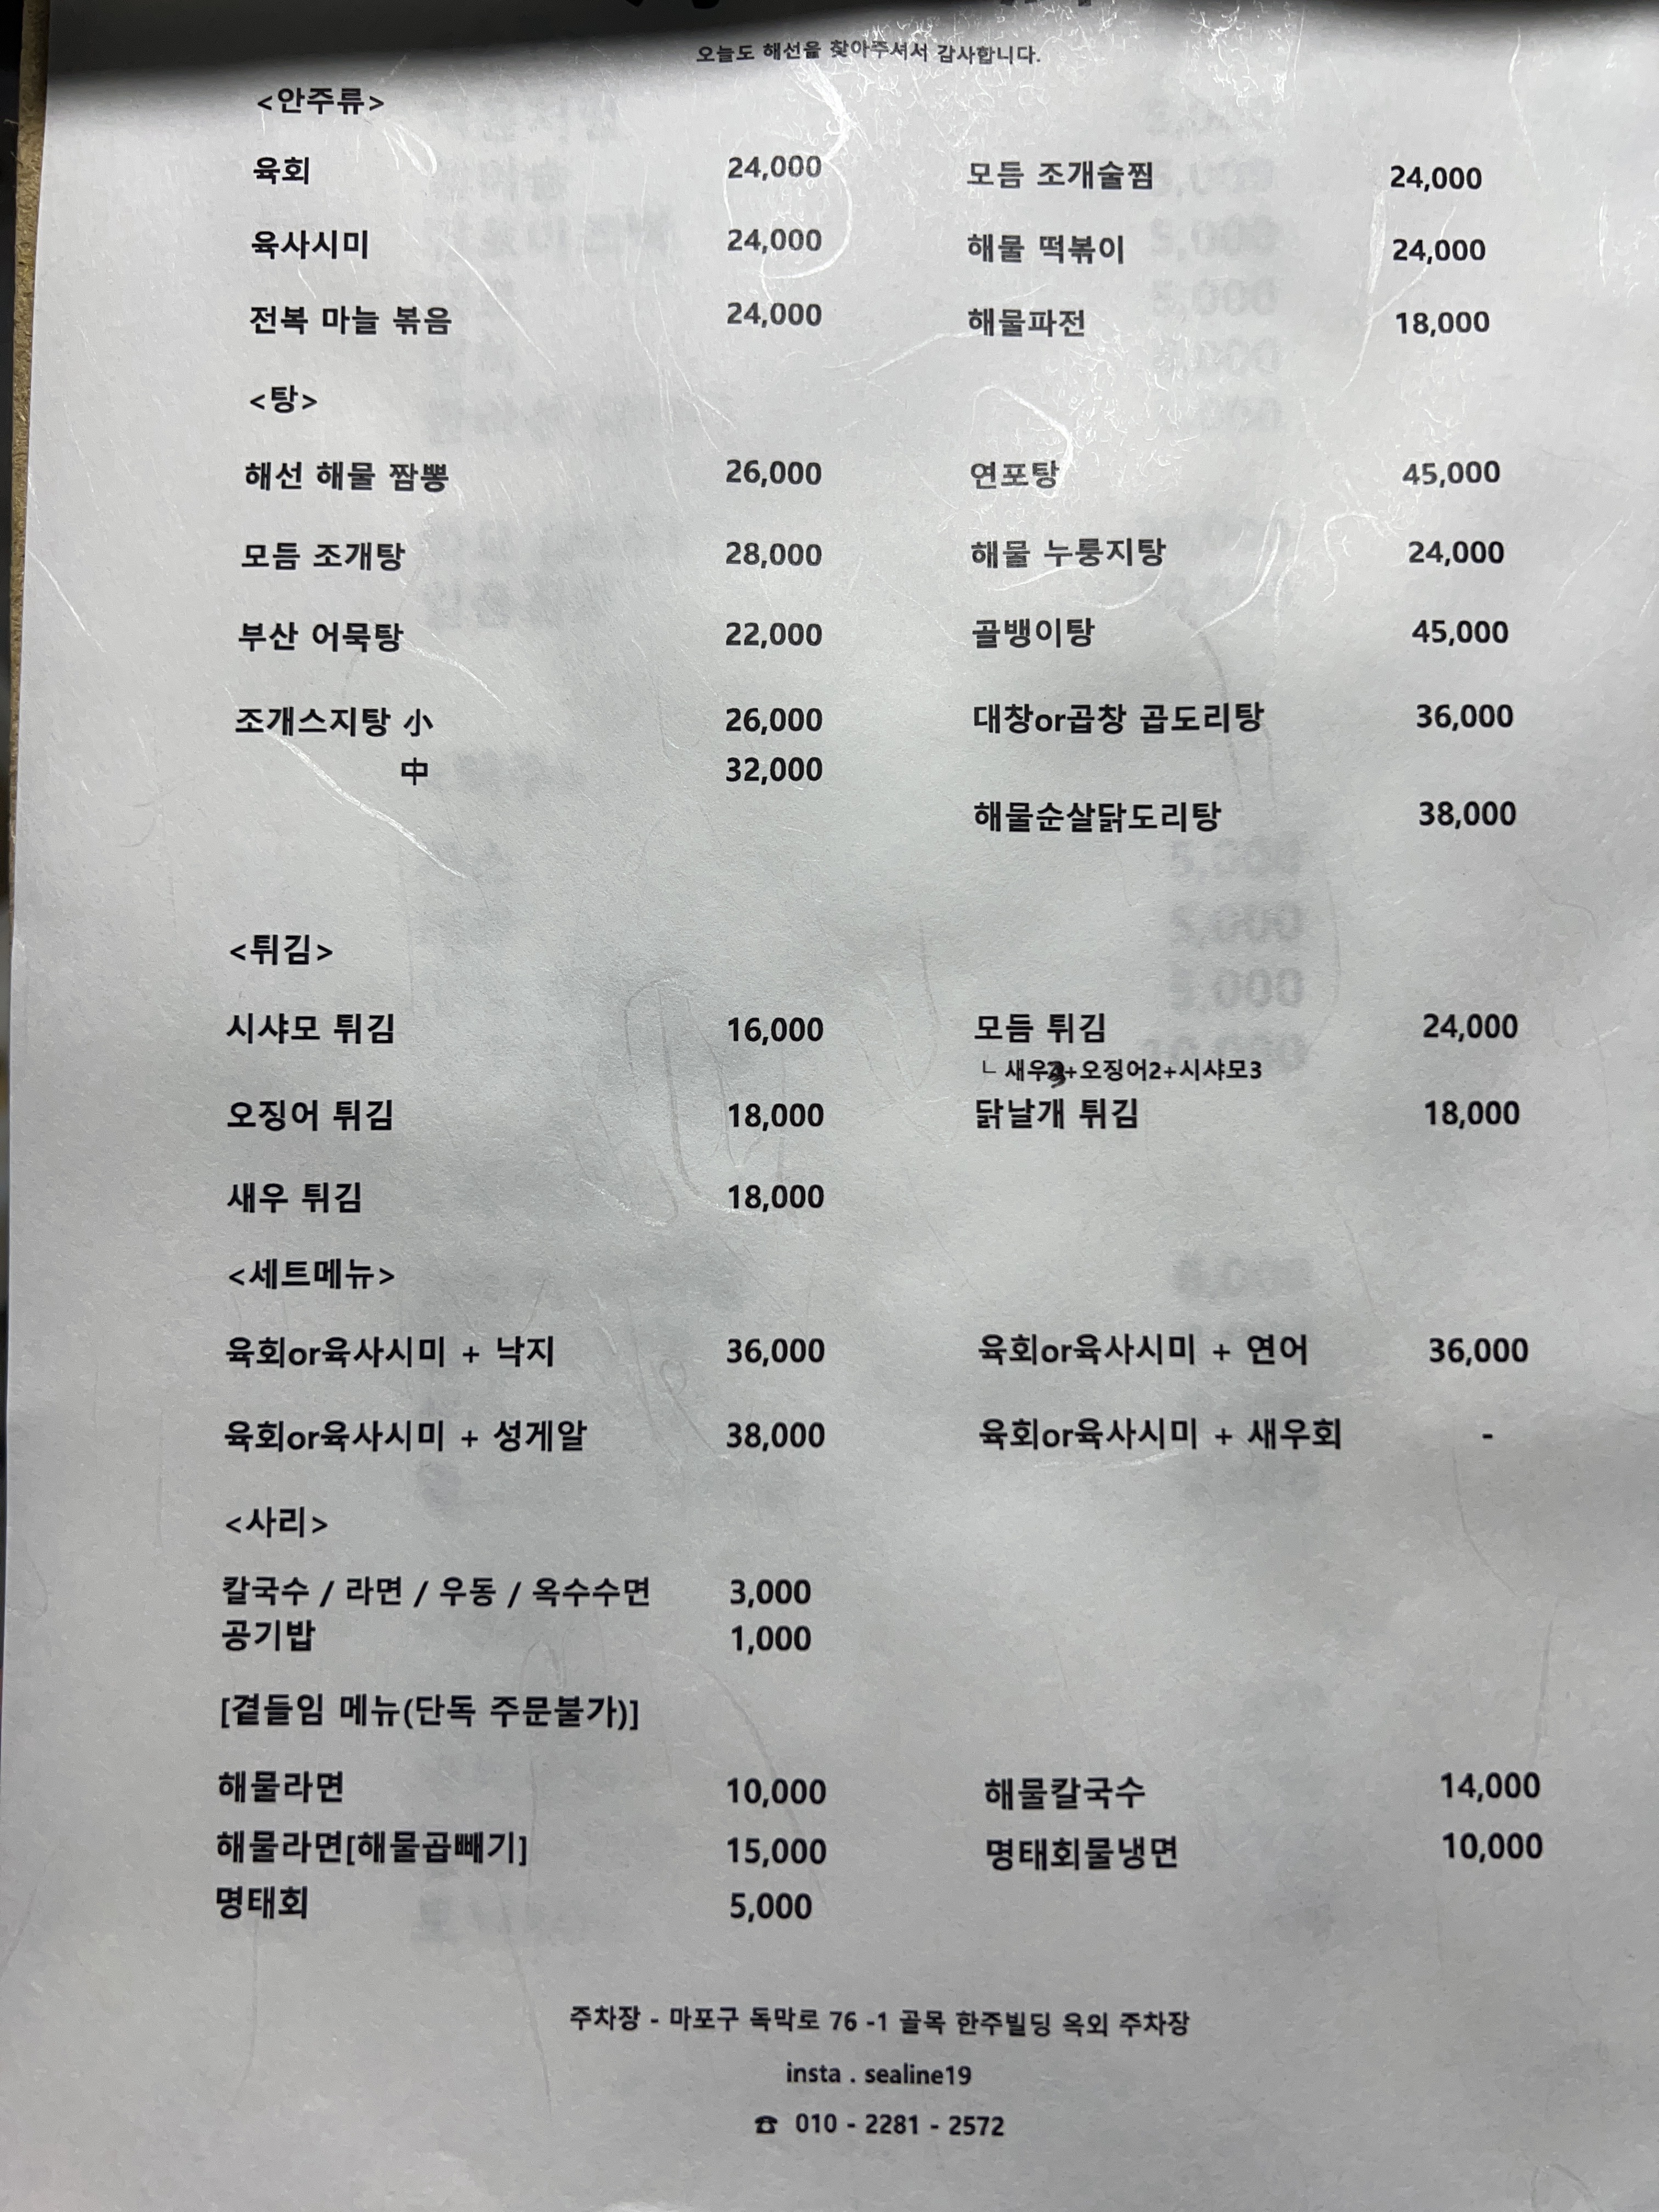 오늘도 해선을 찾아주셔서 감사합니다.
<안주류>
육회 24,000 모듬 조개술찜 24,000
육사시미 24,000 해물 떡볶이 24,000
전복 마늘 볶음 24,000 해물파전 18,000
<탕>
해선 해물 짬뽕 26,000 연포탕 45,000
모듬 조개탕 28,000 해물 누룽지탕 24,000
부산 어묵탕 22,000 골뱅이탕 45,000
조개스지탕 小 26,000 대창or곱창 곱도리탕 36,000
中 32,000
해물순살닭도리탕 38,000
<튀김>
시샤모 튀김 16,000 모듬 튀김 24,000
ㄴ 새우3+오징어2+시샤모3
오징어 튀김 18,000 닭날개 튀김 18,000
새우 튀김 18,000
<세트메뉴>
육회or육사시미 + 낙지 36,000 육회or육사시미 + 연어 36,000
육회or육사시미 + 성게알 38,000 육회or육사시미 + 새우회 -
<사리>
칼국수 / 라면 / 우동 / 옥수수면 3,000
공기밥 1,000
[곁들임 메뉴(단독 주문불가)]
해물라면 10,000 해물칼국수 14,000
해물라면[해물곱빼기] 15,000 명태회물냉면 10,000
명태회 5,000
주차장 - 마포구 독막로 76 -1 골목 한주빌딩 옥외 주차장
insta . sealine19
☎ 010 - 2281 - 2572